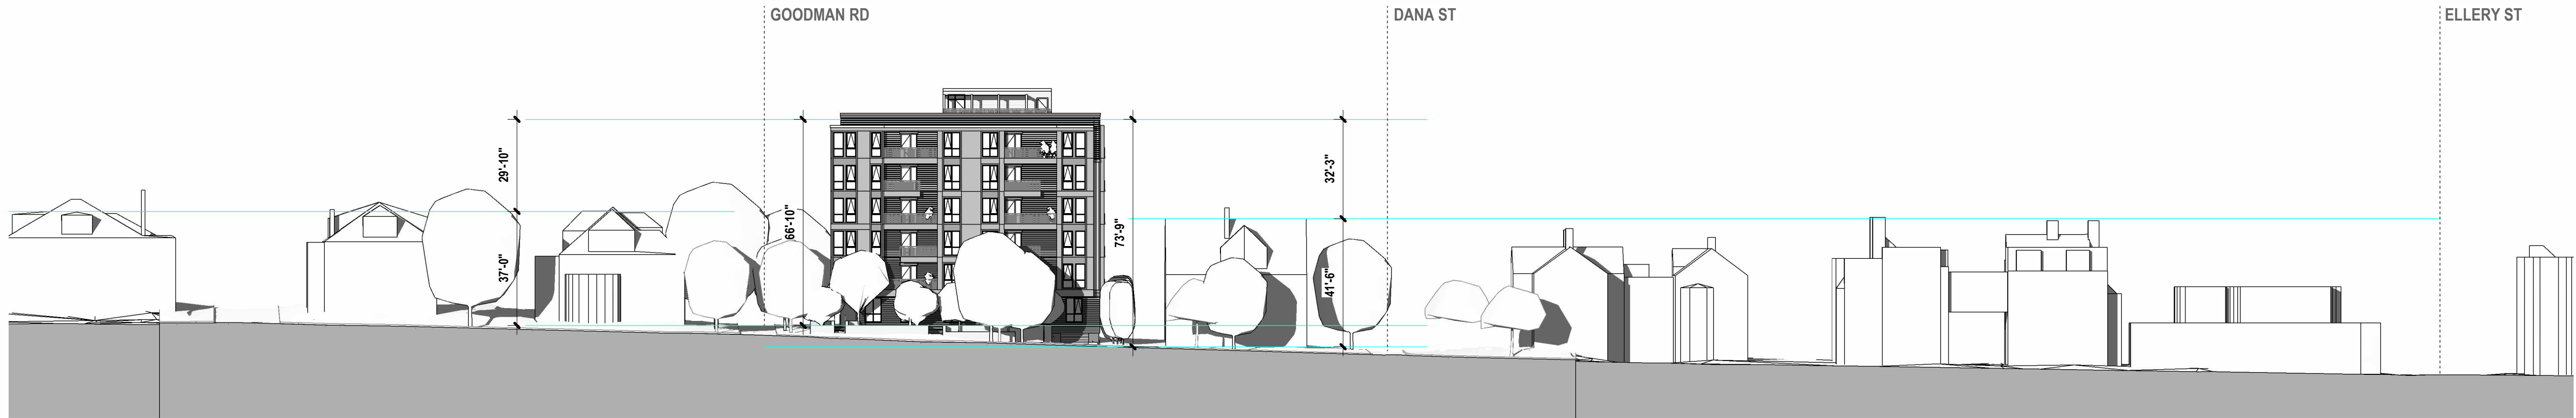 GOODMAN RD
DANA ST
ELLERY ST
29'-10"
37'-0"
66'-10"
73'-9"
32'-3"
41'-6"